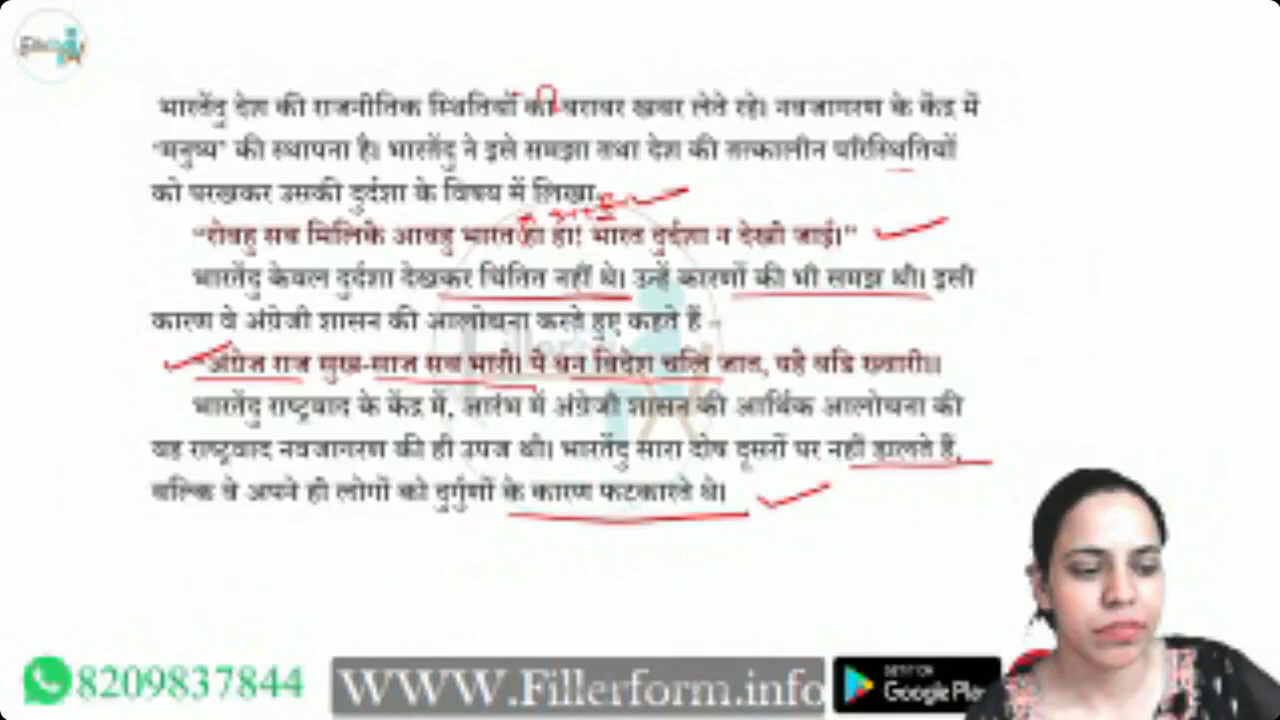 भारतेंदु देश की राजनीतिक स्थितियों की बराबर खबर लेते रहे। नवजागरण के केंद्र में
'मनुष्य' की स्थापना है। भारतेंदु ने इसे समझा तथा देश की तत्कालीन परिस्थितियों
को परखकर उसकी दुर्दशा के विषय में लिखा
“रोवहु सब मिलिके आवहु भारत हा हा! भारत दुर्दशा न देखी जाई।”
भारतेंदु केवल दुर्दशा देखकर चिंतित नहीं थे। उन्हें कारणों की भी समझ थी। इसी
कारण वे अंग्रेजी शासन की आलोचना करते हुए कहते हैं -
“अंग्रेज राज सुख-साज सब भारी। पै धन विदेश चलि जात, यहे बडि ख्वारी॥
भारतेंदु राष्ट्रवाद के केंद्र में, आरंभ में अंग्रेजी शासन की आर्थिक आलोचना की
यह राष्ट्रवाद नवजागरण की ही उपज थी। भारतेंदु सारा दोष दूसरों पर नहीं डालते हैं,
बल्कि वे अपने ही लोगों को दुर्गुणों के कारण फटकारते थे।
8209837844
WWW.Fillerform.info
Google Play